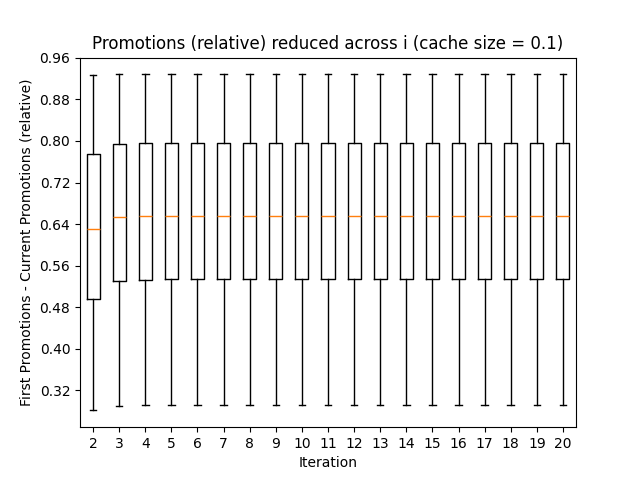 Promotions (relative) reduced across i (cache size = 0.1)
First Promotions - Current Promotions (relative)
0.96
0.88
0.80
0.72
0.64
0.56
0.48
0.40
0.32
2 3 4 5 6 7 8 9 10 11 12 13 14 15 16 17 18 19 20
Iteration